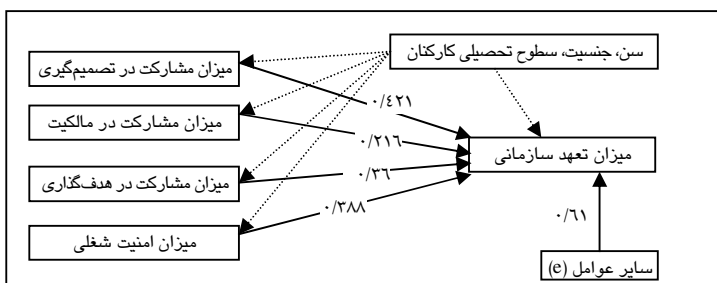 سن، جنسیت، سطوح تحصیلی کارکنان
میزان مشارکت در تصمیم‌گیری
۰/۴۲۱
میزان مشارکت در مالکیت
۰/۲۱۶
میزان تعهد سازمانی
میزان مشارکت در هدف‌گذاری
۰/۳۶
۰/۳۸۸
۰/۶۱
میزان امنیت شغلی
سایر عوامل (e)